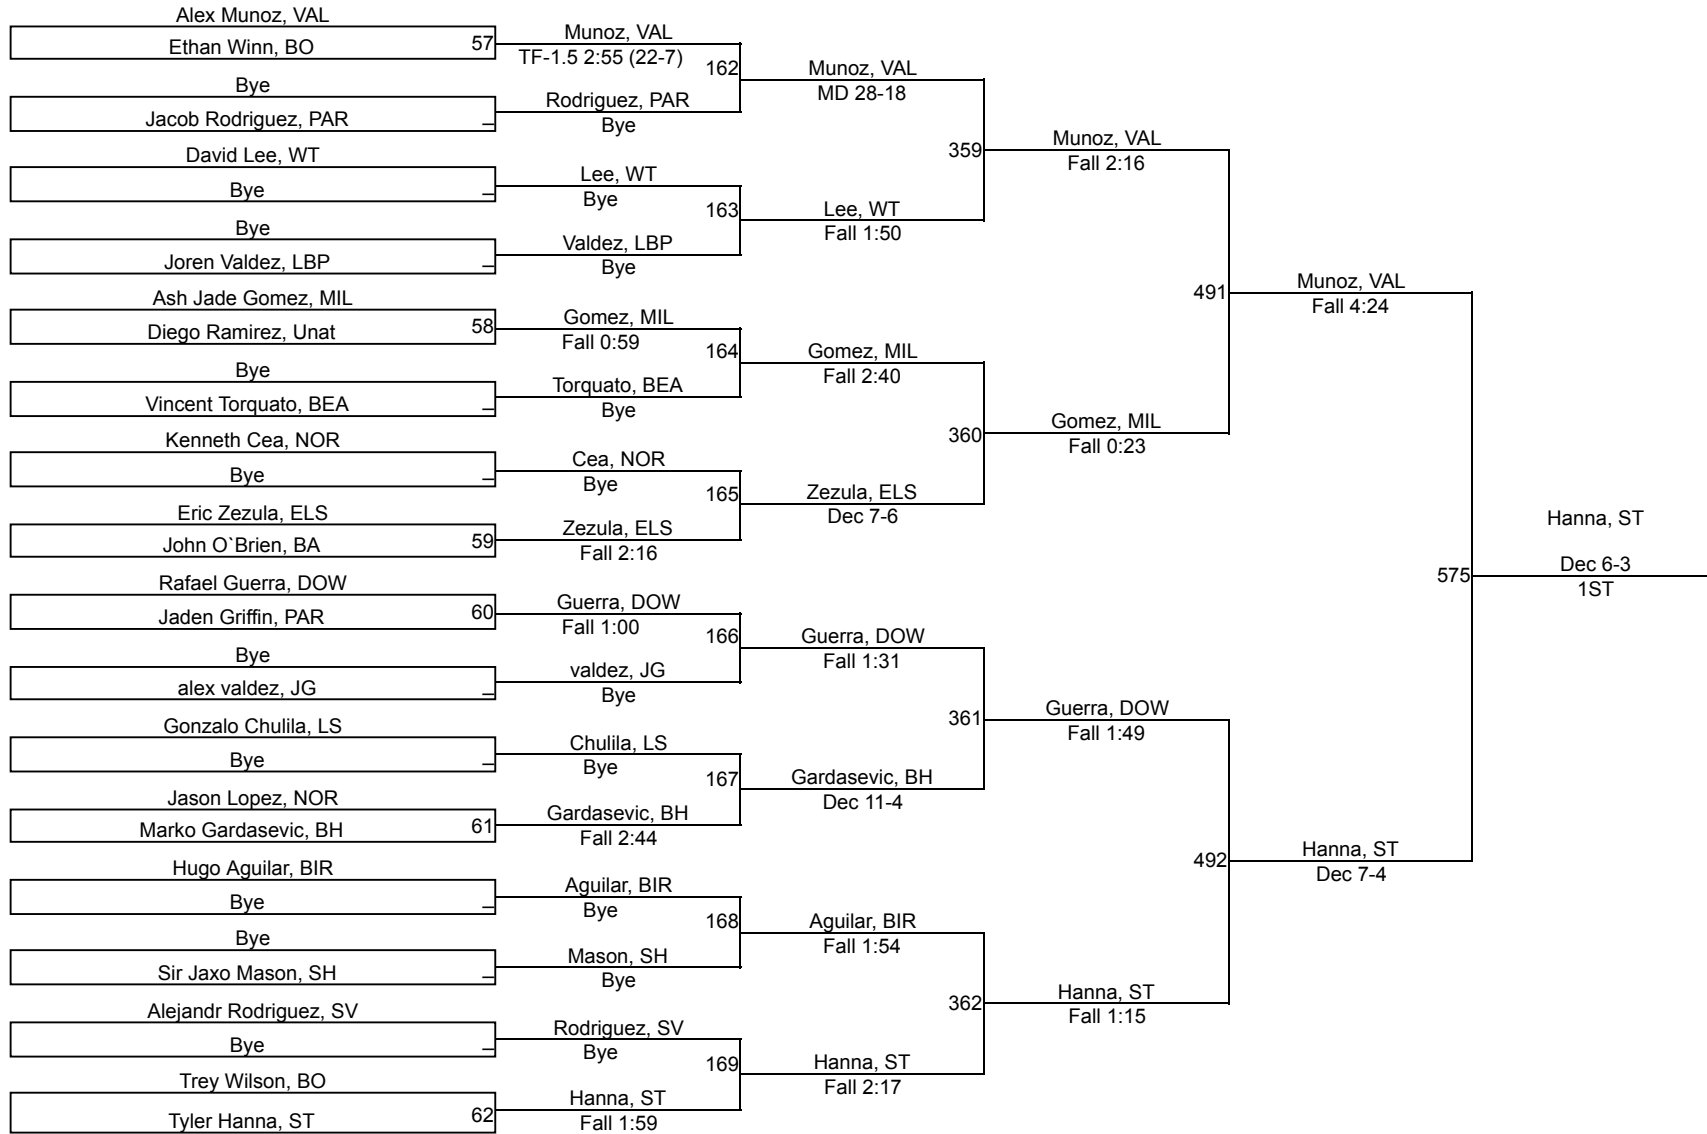 Alex Munoz, VAL
Ethan Winn, BO 57
Bye
Jacob Rodriguez, PAR _
David Lee, WT
Bye _
Bye
Joren Valdez, LBP _
Ash Jade Gomez, MIL
Diego Ramirez, Unat 58
Bye
Vincent Torquato, BEA _
Kenneth Cea, NOR
Bye _
Eric Zezula, ELS
John O`Brien, BA 59
Rafael Guerra, DOW
Jaden Griffin, PAR 60
Bye
alex valdez, JG _
Gonzalo Chulila, LS
Bye _
Jason Lopez, NOR
Marko Gardasevic, BH 61
Hugo Aguilar, BIR
Bye _
Bye
Sir Jaxo Mason, SH _
Alejandr Rodriguez, SV
Bye _
Trey Wilson, BO
Tyler Hanna, ST 62
Munoz, VAL
TF-1.5 2:55 (22-7)
162
Rodriguez, PAR
Bye
Lee, WT
Bye
163
Valdez, LBP
Bye
Gomez, MIL
Fall 0:59
164
Torquato, BEA
Bye
Cea, NOR
Bye
165
Zezula, ELS
Fall 2:16
Guerra, DOW
Fall 1:00
166
valdez, JG
Bye
Chulila, LS
Bye
167
Gardasevic, BH
Fall 2:44
Aguilar, BIR
Bye
168
Mason, SH
Bye
Rodriguez, SV
Bye
169
Hanna, ST
Fall 1:59
Munoz, VAL
MD 28-18
359
Lee, WT
Fall 1:50
Gomez, MIL
Fall 2:40
360
Zezula, ELS
Dec 7-6
Guerra, DOW
Fall 1:31
361
Gardasevic, BH
Dec 11-4
Aguilar, BIR
Fall 1:54
362
Hanna, ST
Fall 2:17
Munoz, VAL
Fall 2:16
491
Gomez, MIL
Fall 0:23
Guerra, DOW
Fall 1:49
492
Hanna, ST
Fall 1:15
Munoz, VAL
Fall 4:24
575
Hanna, ST
Dec 7-4
Hanna, ST
Dec 6-3
1ST